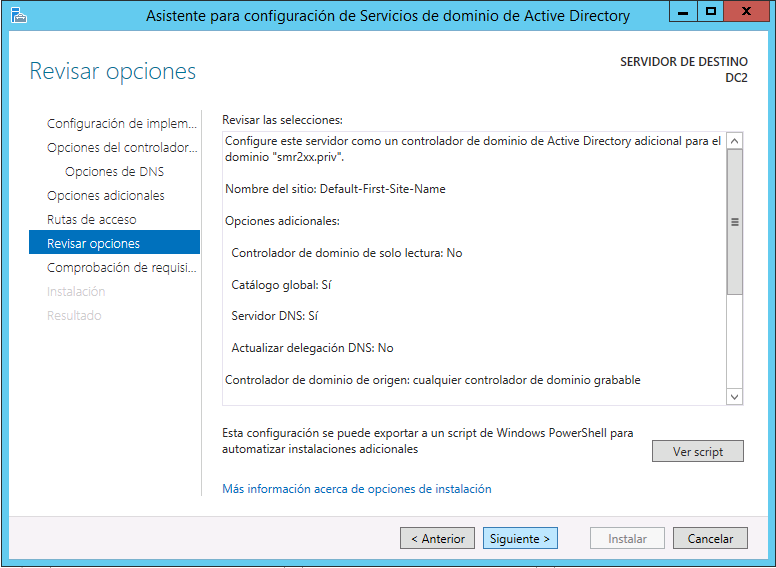 Asistente para configuración de Servicios de dominio de Active Directory
Revisar opciones
SERVIDOR DE DESTINO
DC2
Configuración de implem...
Opciones del controlador...
Opciones de DNS
Opciones adicionales
Rutas de acceso
Revisar opciones
Comprobación de requisi...
Instalación
Resultado
Revisar las selecciones:
Configure este servidor como un controlador de dominio de Active Directory adicional para el
dominio "smr2xx.priv".
Nombre del sitio: Default-First-Site-Name
Opciones adicionales:
Controlador de dominio de solo lectura: No
Catálogo global: Sí
Servidor DNS: Sí
Actualizar delegación DNS: No
Controlador de dominio de origen: cualquier controlador de dominio grabable
Esta configuración se puede exportar a un script de Windows PowerShell para
automatizar instalaciones adicionales
Ver script
Más información acerca de opciones de instalación
< Anterior
Siguiente >
Instalar
Cancelar